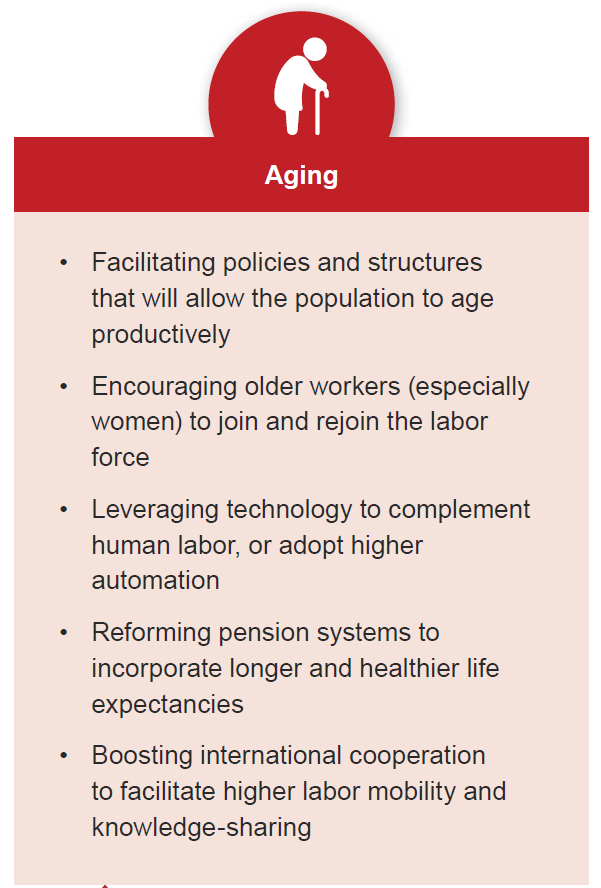 Aging
• Facilitating policies and structures
that will allow the population to age
productively
• Encouraging older workers (especially
women) to join and rejoin the labor
force
• Leveraging technology to complement
human labor, or adopt higher
automation
• Reforming pension systems to
incorporate longer and healthier life
expectancies
• Boosting international cooperation
to facilitate higher labor mobility and
knowledge-sharing